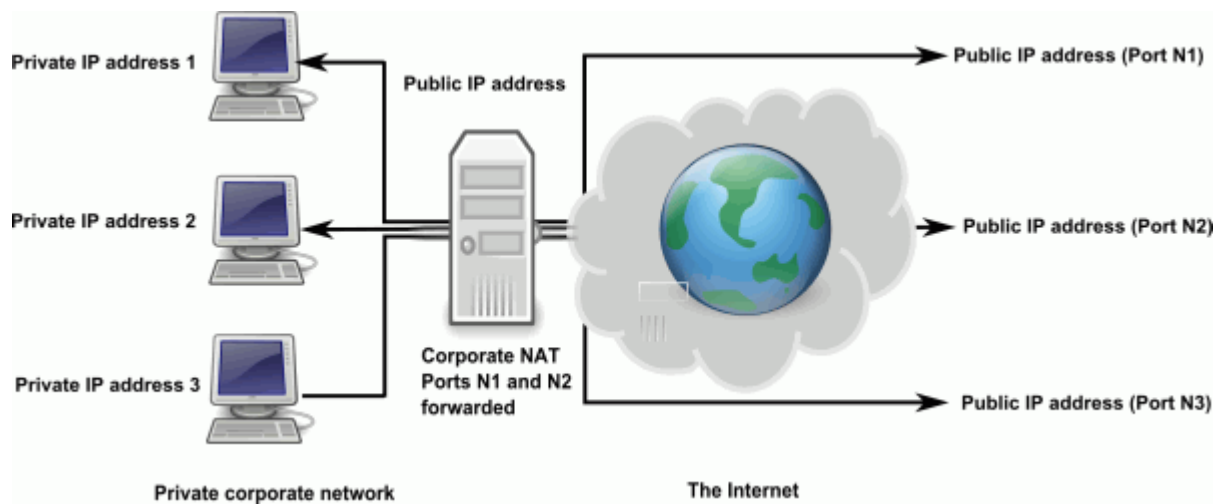 Private IP address 1
Public IP address
Public IP address (Port N1)
Private IP address 2
Public IP address (Port N2)
Private IP address 3
Corporate NAT
Ports N1 and N2
forwarded
Public IP address (Port N3)
Private corporate network
The Internet